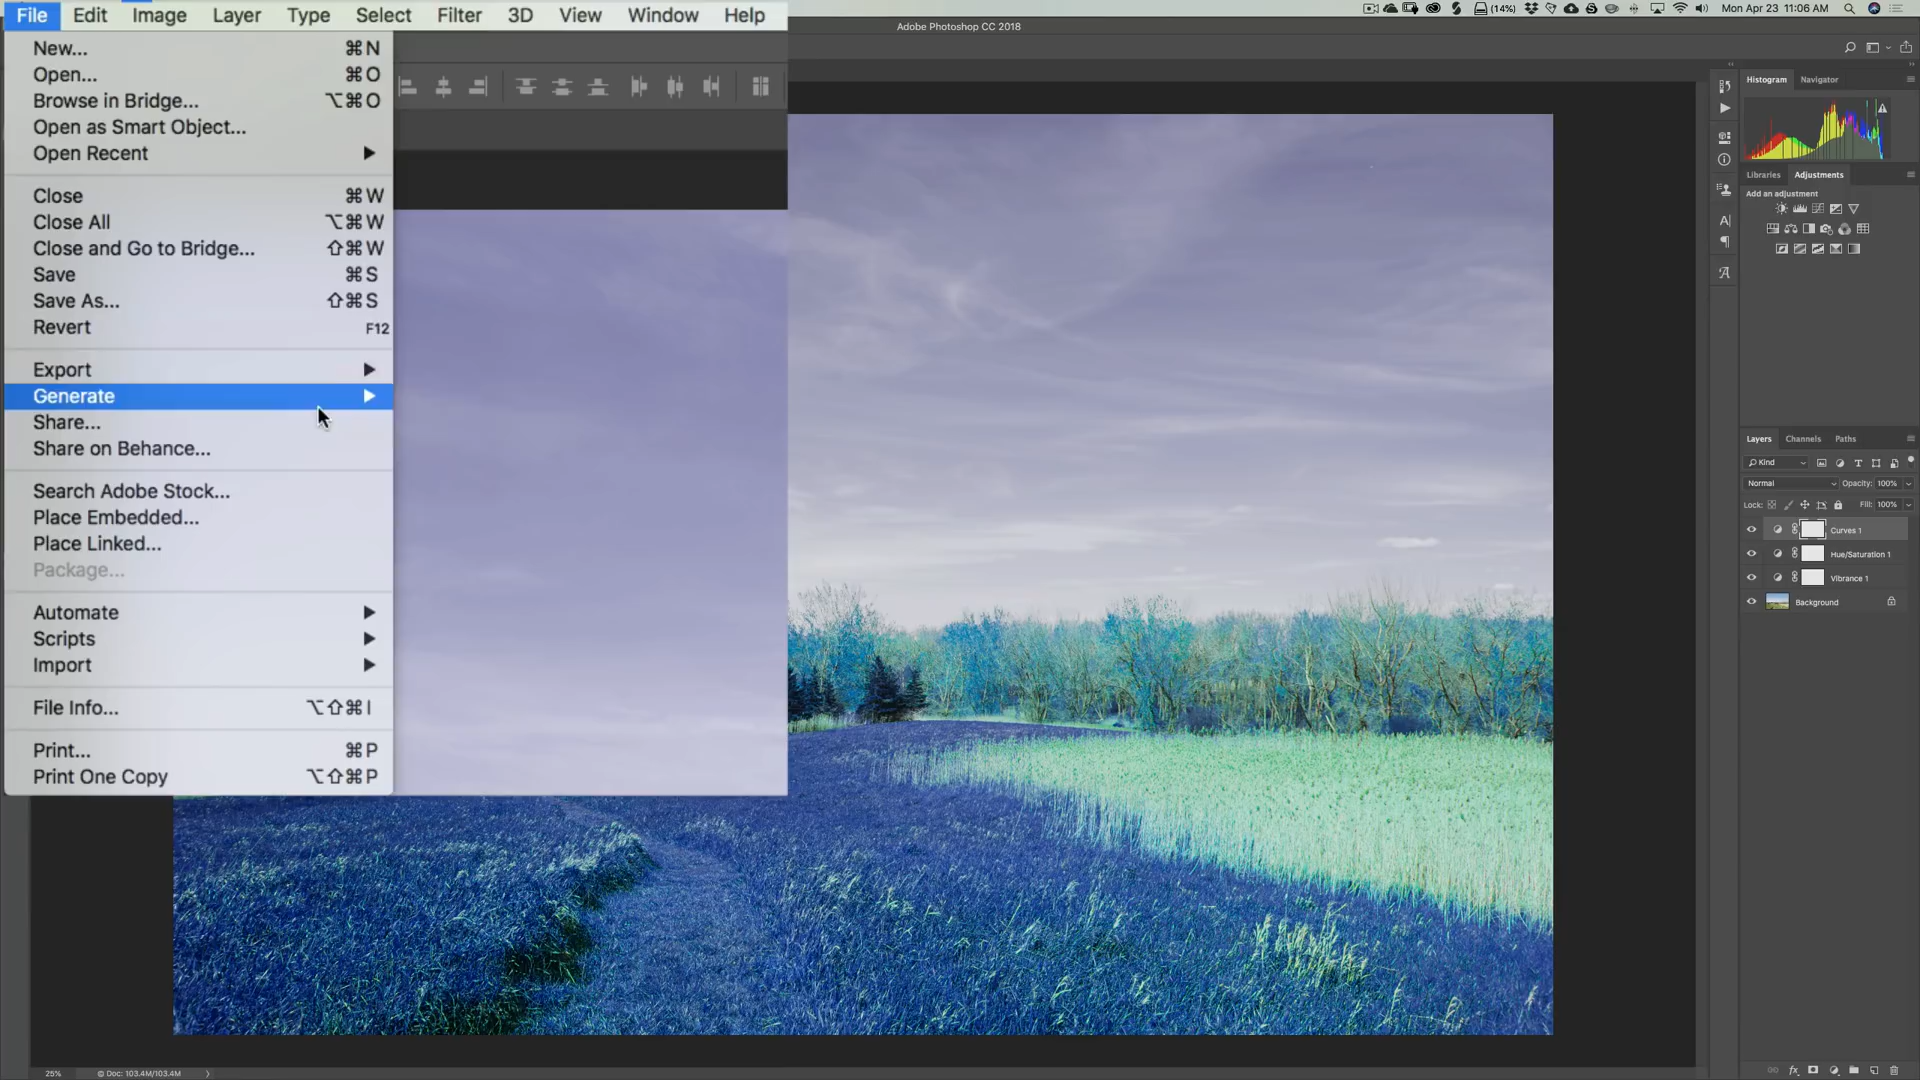 File Edit Image Layer Type Select Filter 3D View Window Help
(14%) Mon Apr 23 11:06 AM
Adobe Photoshop CC 2018
New... ⌘N
Open... ⌘O
Browse in Bridge... ⌥⌘O
Open as Smart Object...
Open Recent
Close ⌘W
Close All ⌥⌘W
Close and Go to Bridge... ⇧⌘W
Save ⌘S
Save As... ⇧⌘S
Revert F12
Export
Generate
Share...
Share on Behance...
Search Adobe Stock...
Place Embedded...
Place Linked...
Package...
Automate
Scripts
Import
File Info... ⌥⇧⌘I
Print... ⌘P
Print One Copy ⌥⇧⌘P
Histogram Navigator
Libraries Adjustments
Add an adjustment
Layers Channels Paths
Kind
Normal Opacity: 100%
Lock: Fill: 100%
Curves 1
Hue/Saturation 1
Vibrance 1
Background
25% Doc: 103.4M/103.4M